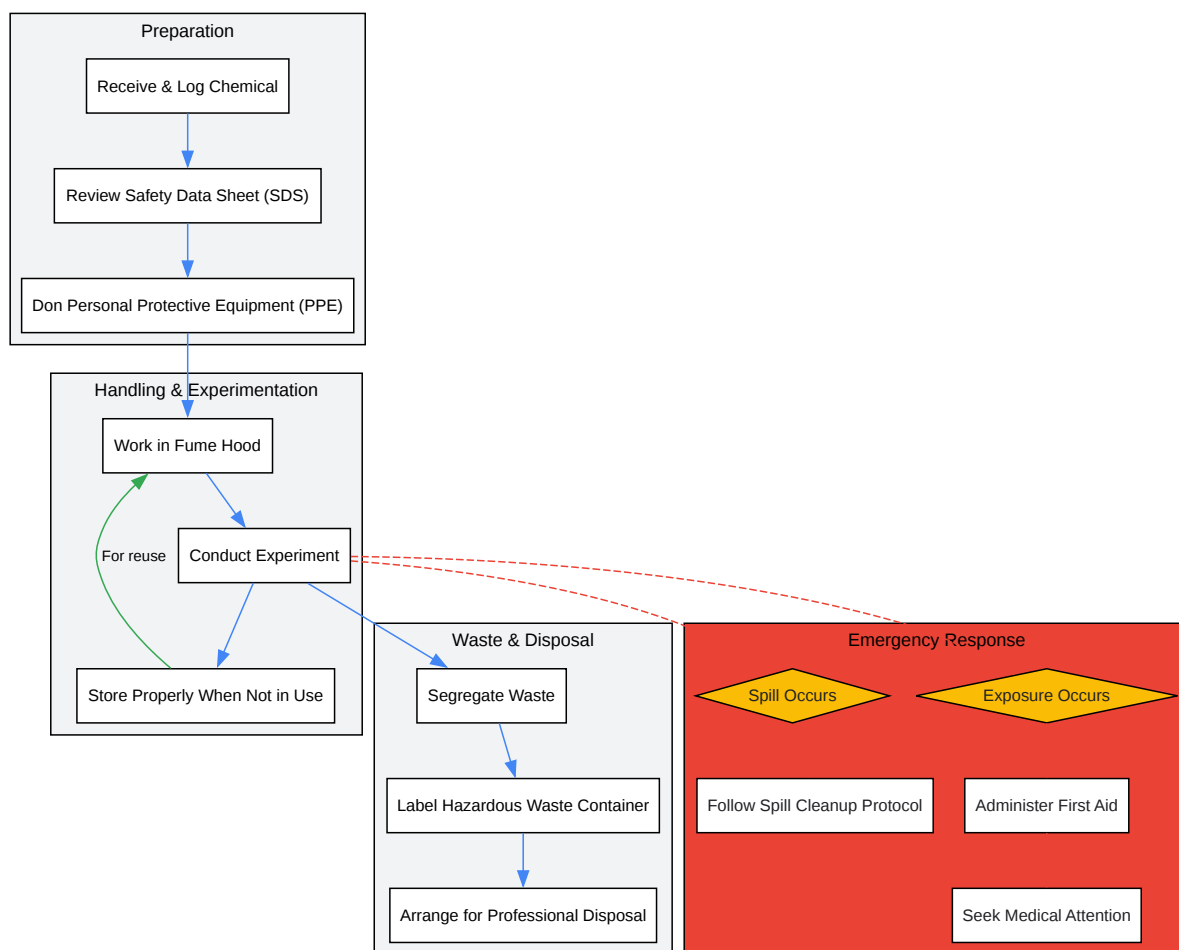 Preparation
Receive & Log Chemical
Review Safety Data Sheet (SDS)
Don Personal Protective Equipment (PPE)
Handling & Experimentation
Work in Fume Hood
Conduct Experiment
For reuse
Store Properly When Not in Use
Waste & Disposal
Segregate Waste
Label Hazardous Waste Container
Arrange for Professional Disposal
Emergency Response
Spill Occurs
Exposure Occurs
Follow Spill Cleanup Protocol
Administer First Aid
Seek Medical Attention